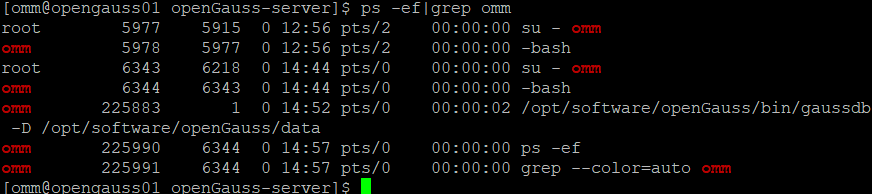 [omm@opengauss01 openGauss-server]$ ps -ef|grep omm
root 5977 5915 0 12:56 pts/2 00:00:00 su - omm
omm 5978 5977 0 12:56 pts/2 00:00:00 -bash
root 6343 6218 0 14:44 pts/0 00:00:00 su - omm
omm 6344 6343 0 14:44 pts/0 00:00:00 -bash
omm 225883 1 0 14:52 pts/0 00:00:02 /opt/software/openGauss/bin/gaussdb
-D /opt/software/openGauss/data
omm 225990 6344 0 14:57 pts/0 00:00:00 ps -ef
omm 225991 6344 0 14:57 pts/0 00:00:00 grep --color=auto omm
[omm@opengauss01 openGauss-server]$